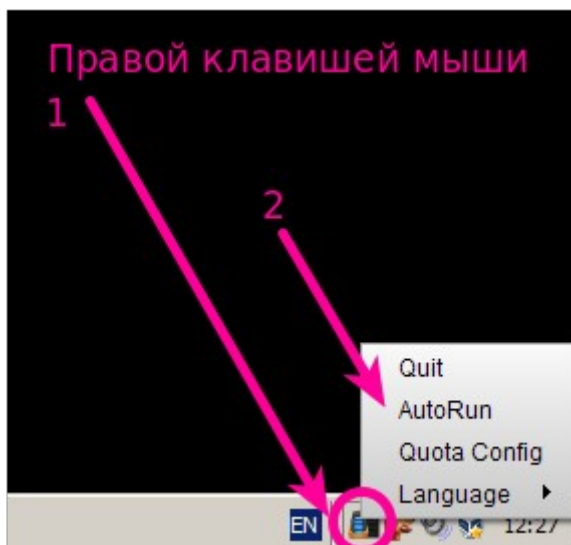 Правой клавишей мыши
1
2
Quit
AutoRun
Quota Config
Language
EN
12:27